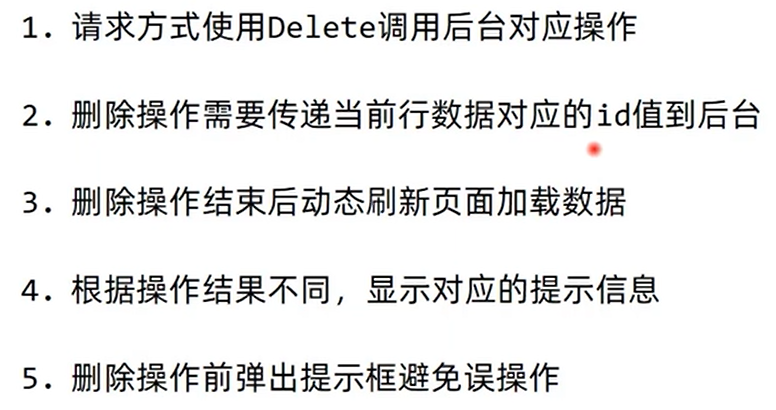 1. 请求方式使用Delete调用后台对应操作
2. 删除操作需要传递当前行数据对应的id值到后台
3. 删除操作结束后动态刷新页面加载数据
4. 根据操作结果不同，显示对应的提示信息
5. 删除操作前弹出提示框避免误操作